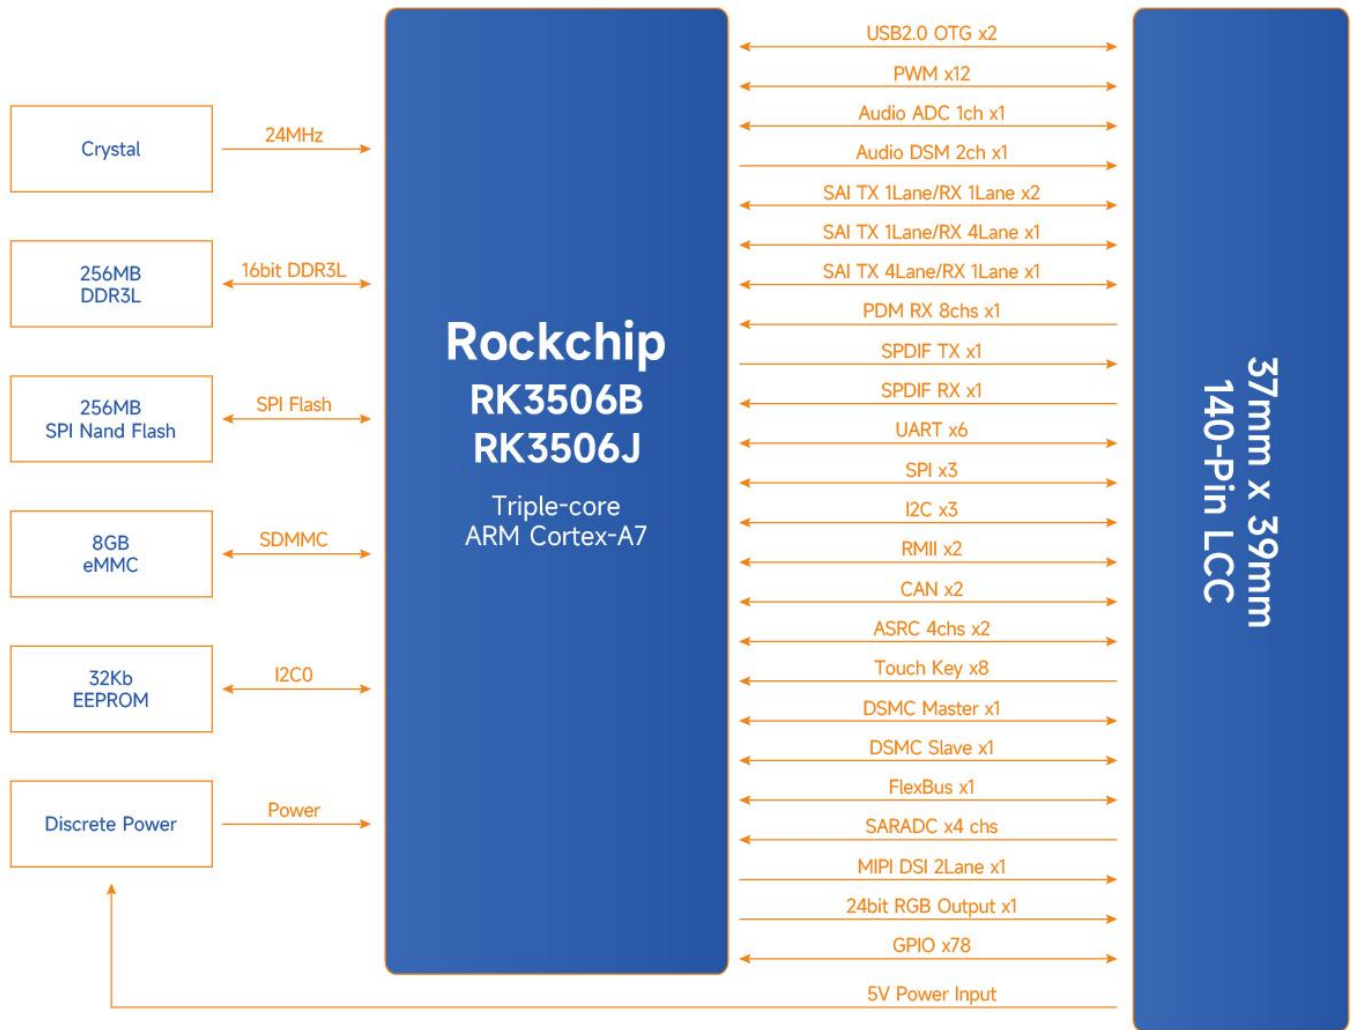 Crystal
24MHz
256MB
DDR3L
16bit DDR3L
256MB
SPI Nand Flash
SPI Flash
8GB
eMMC
SDMMC
32Kb
EEPROM
I2C0
Discrete Power
Power
Rockchip
RK3506B
RK3506J
Triple-core
ARM Cortex-A7
USB2.0 OTG x2
PWM x12
Audio ADC 1ch x1
Audio DSM 2ch x1
SAI TX 1Lane/RX 1Lane x2
SAI TX 1Lane/RX 4Lane x1
SAI TX 4Lane/RX 1Lane x1
PDM RX 8chs x1
SPDIF TX x1
SPDIF RX x1
UART x6
SPI x3
I2C x3
RMII x2
CAN x2
ASRC 4chs x2
Touch Key x8
DSMC Master x1
DSMC Slave x1
FlexBus x1
SARADC x4 chs
MIPI DSI 2Lane x1
24bit RGB Output x1
GPIO x78
5V Power Input
37mm x 39mm
140-Pin LCC